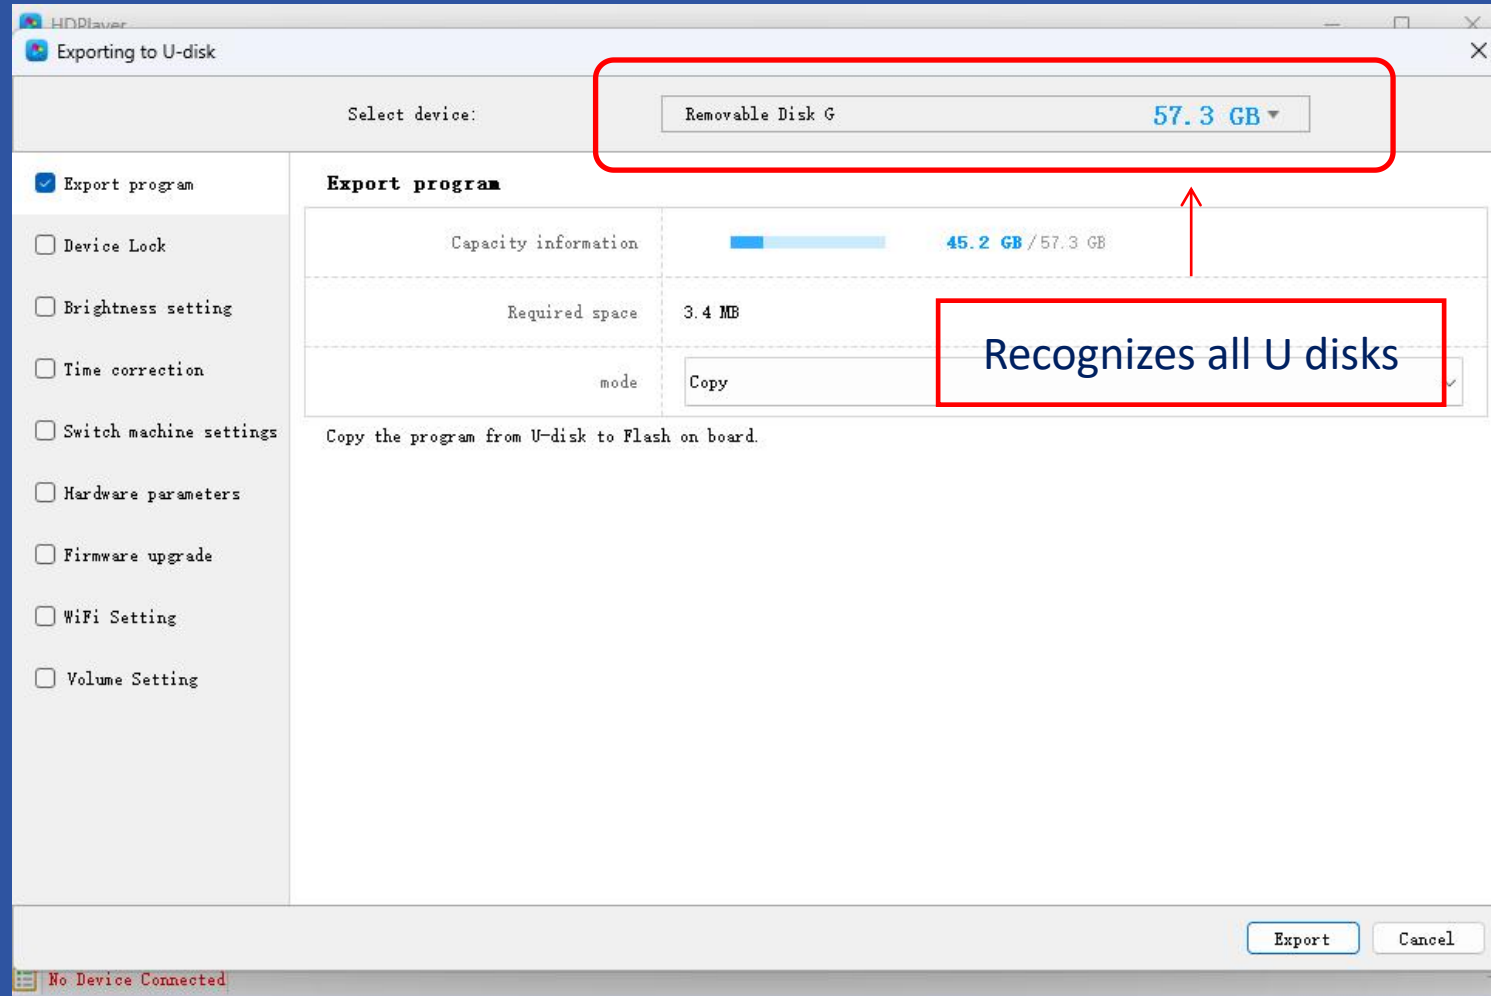 HDPlayer
Exporting to U-disk
Select device:
Removable Disk G 57.3 GB
Export program
Export program
Capacity information 45.2 GB/57.3 GB
Device Lock
Required space 3.4 MB
Brightness setting
Recognizes all U disks
Time correction
mode Copy
Switch machine settings
Copy the program from U-disk to Flash on board.
Hardware parameters
Firmware upgrade
WiFi Setting
Volume Setting
Export Cancel
No Device Connected